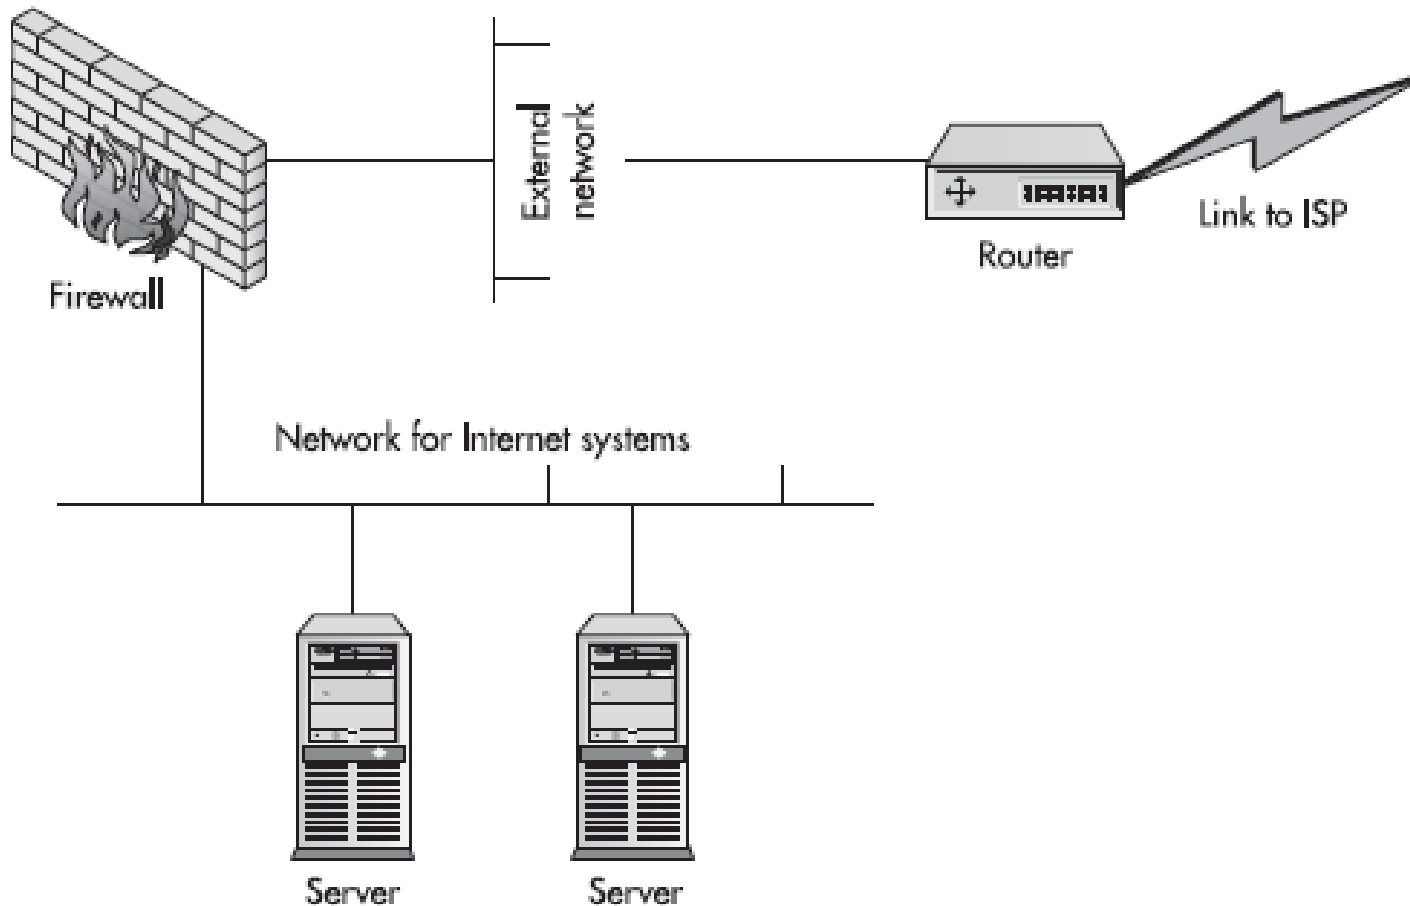 External
network
Link to ISP
Router
Firewall
Network for Internet systems
Server
Server